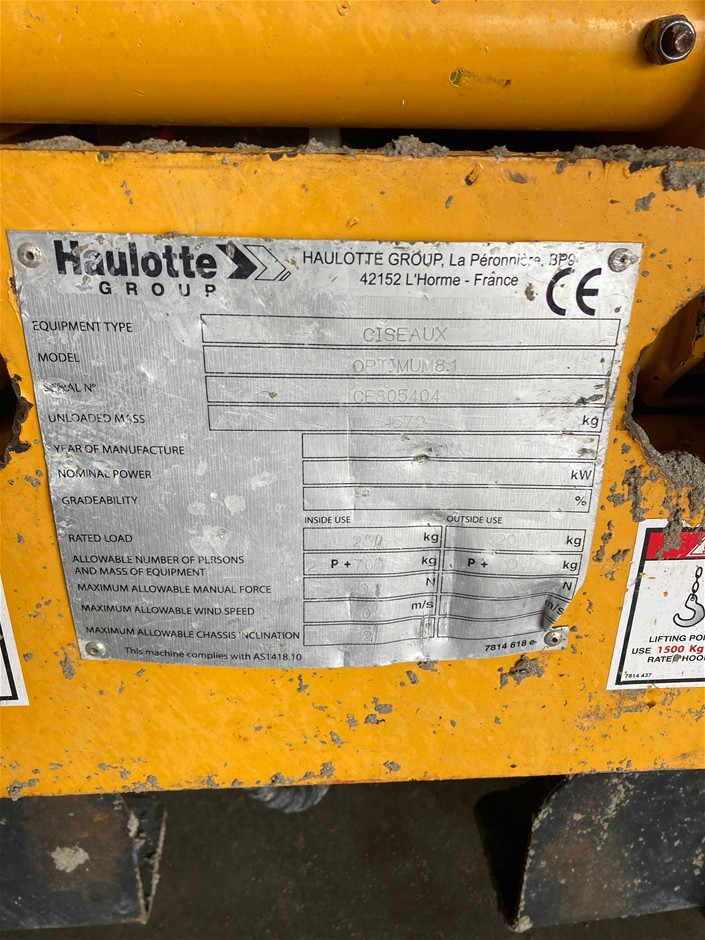 Haulotte
GROUP
HAULOTTE GROUP, La Péronnière, BP9
42152 L'Horme - France
CE
EQUIPMENT TYPE CISEAUX
MODEL OPTIMUM8.1
SERIAL N°
UNLOADED MASS kg
YEAR OF MANUFACTURE
NOMINAL POWER kW
GRADEABILITY %
INSIDE USE OUTSIDE USE
RATED LOAD kg kg
ALLOWABLE NUMBER OF PERSONS
AND MASS OF EQUIPMENT P + kg P + kg
MAXIMUM ALLOWABLE MANUAL FORCE N N
MAXIMUM ALLOWABLE WIND SPEED m/s m/s
MAXIMUM ALLOWABLE CHASSIS INCLINATION
This machine complies with AS1418.10
7814 618 e
LIFTING
USE 1500 Kg
RATED
7814 437